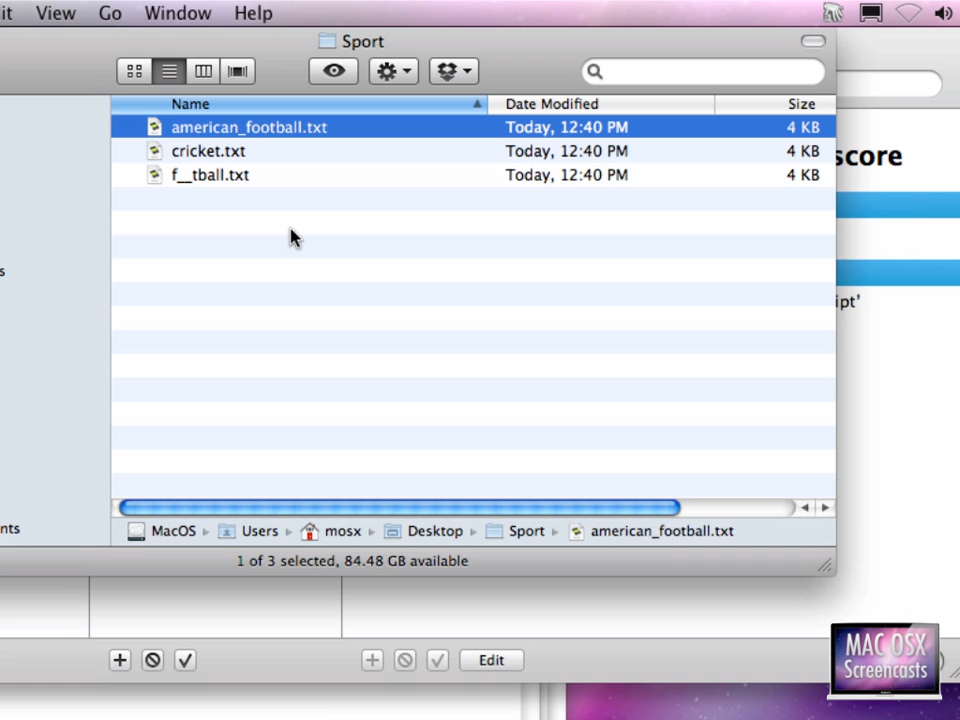 it View Go Window Help
Sport
Name Date Modified Size
american_football.txt Today, 12:40 PM 4 KB
cricket.txt Today, 12:40 PM 4 KB
f__tball.txt Today, 12:40 PM 4 KB
score
s
ipt’
nts
MacOS Users mosx Desktop Sport american_football.txt
1 of 3 selected, 84.48 GB available
Edit
MAC OSX
Screencasts